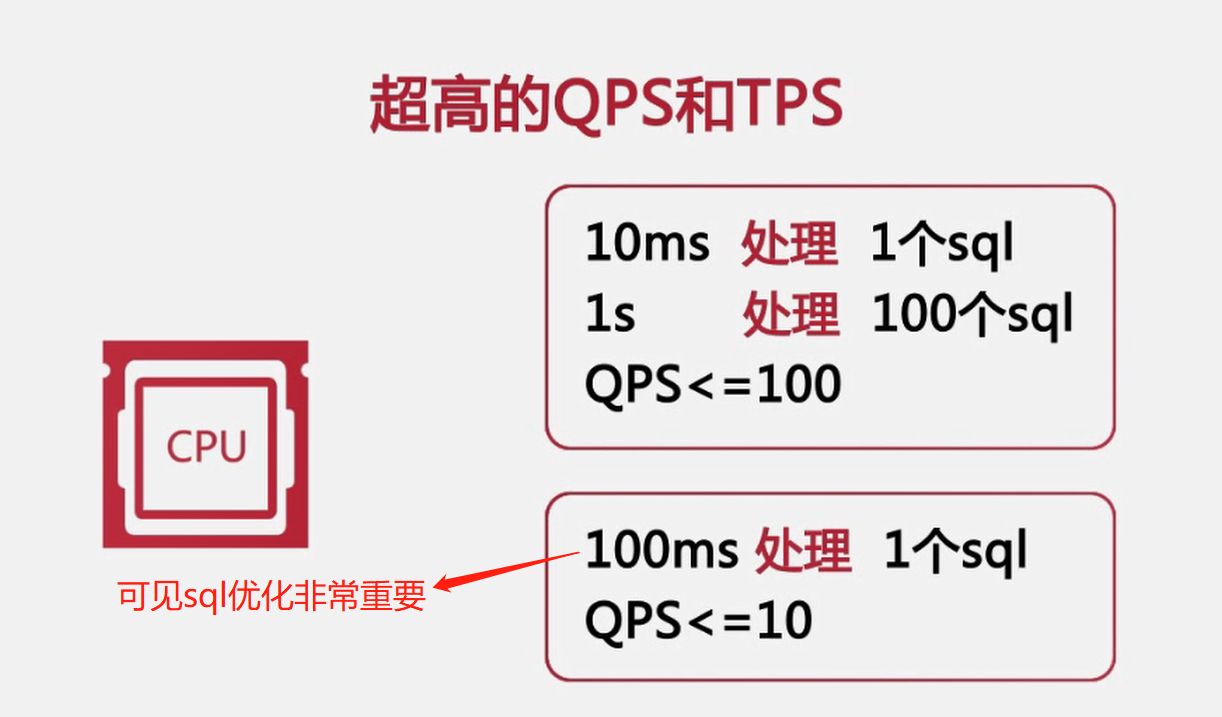 超高的QPS和TPS
10ms 处理 1个sql
1s 处理 100个sql
QPS<=100
CPU
100ms 处理 1个sql
可见sql优化非常重要
QPS<=10